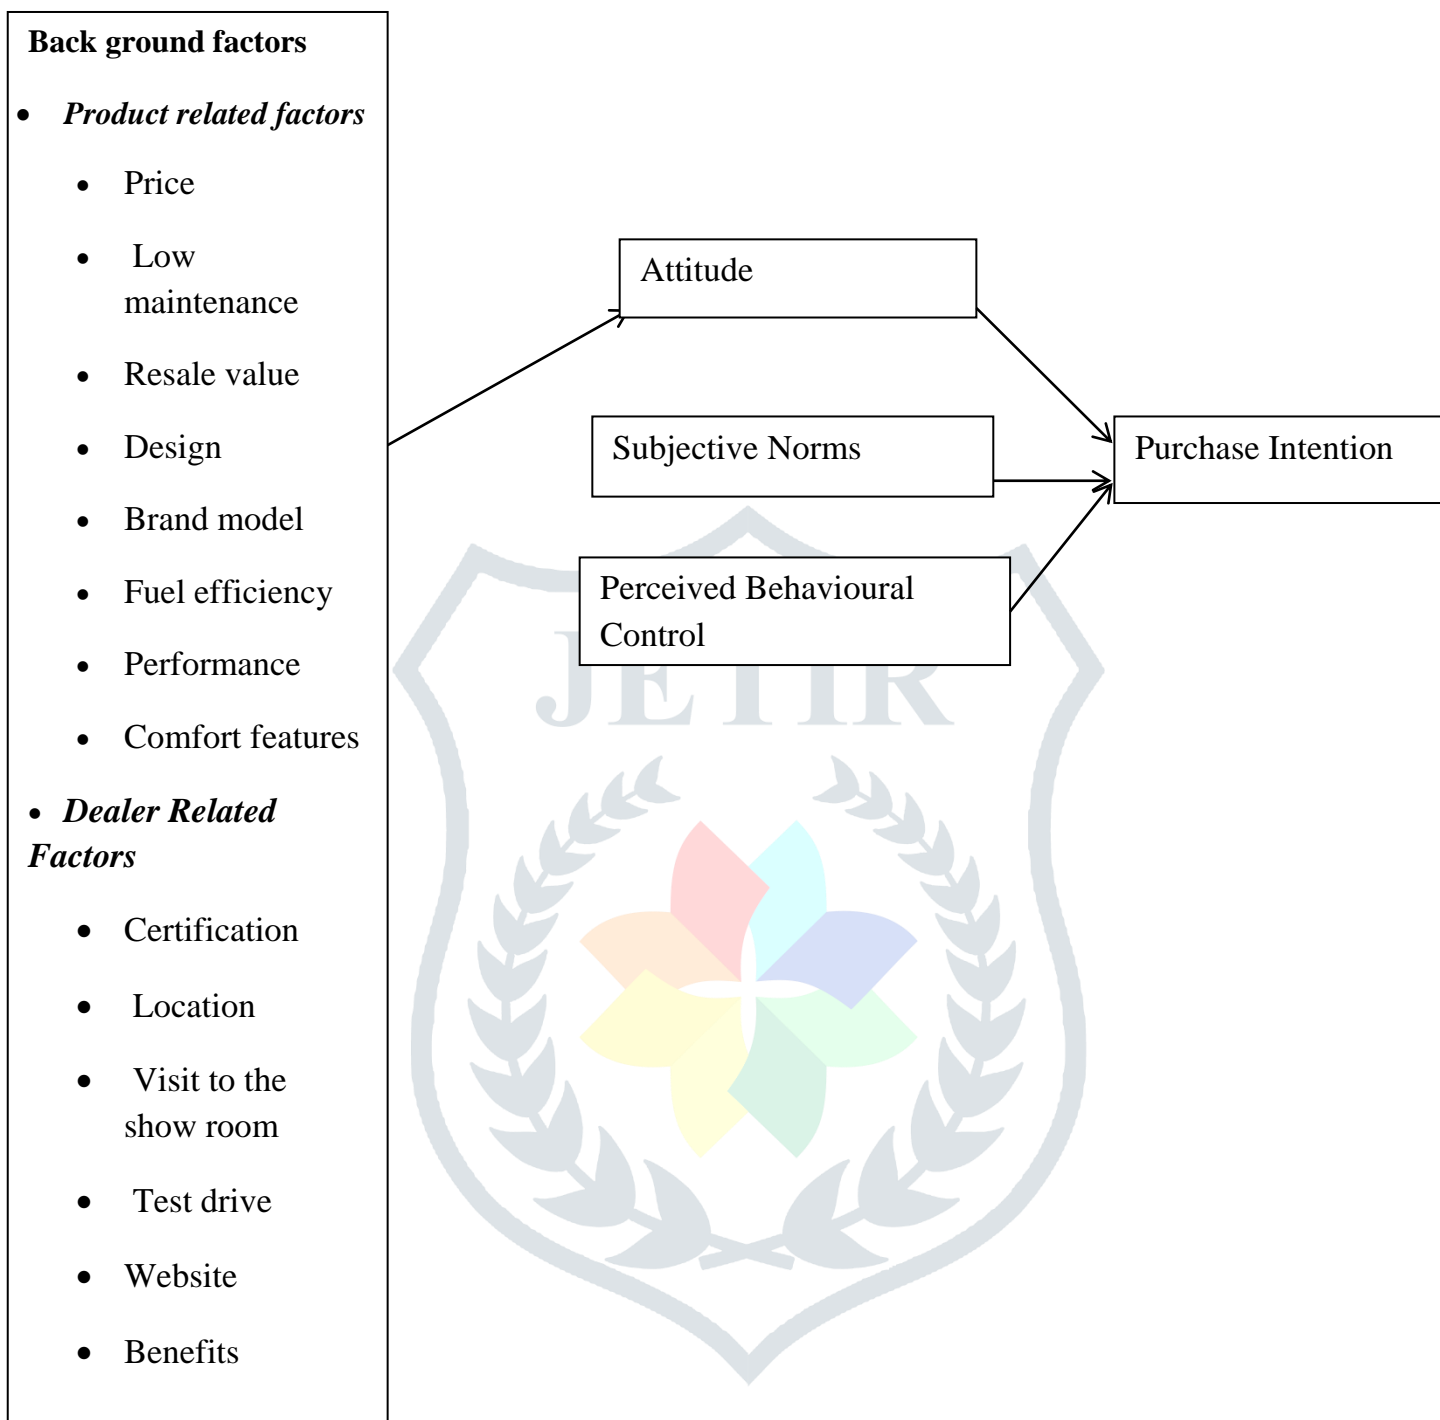 Back ground factors
• Product related factors
• Price
• Low
maintenance
• Resale value
• Design
• Brand model
• Fuel efficiency
• Performance
• Comfort features
• Dealer Related
Factors
• Certification
• Location
• Visit to the
show room
• Test drive
• Website
• Benefits
Attitude
Subjective Norms
Perceived Behavioural
Control
Purchase Intention
JETIR